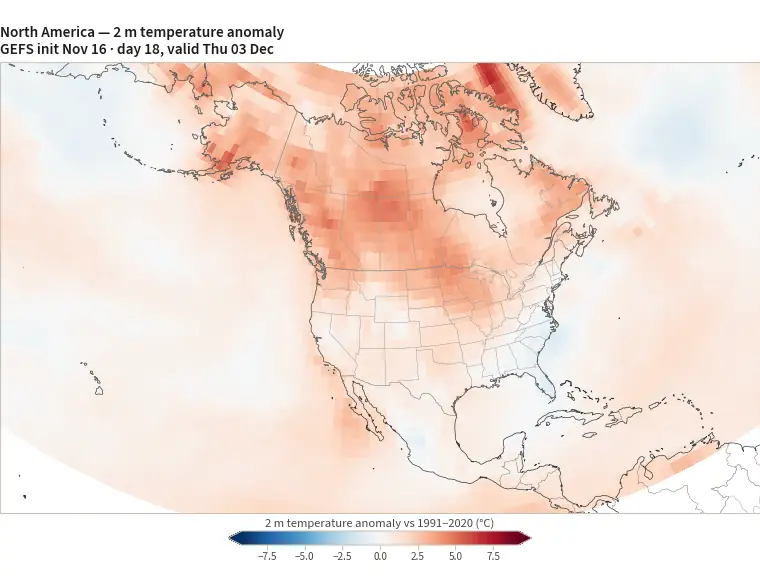 North America — 2 m temperature anomaly
GEFS init Nov 16 · day 18, valid Thu 03 Dec
2 m temperature anomaly vs 1991–2020 (°C)
−7.5 −5.0 −2.5 0.0 2.5 5.0 7.5